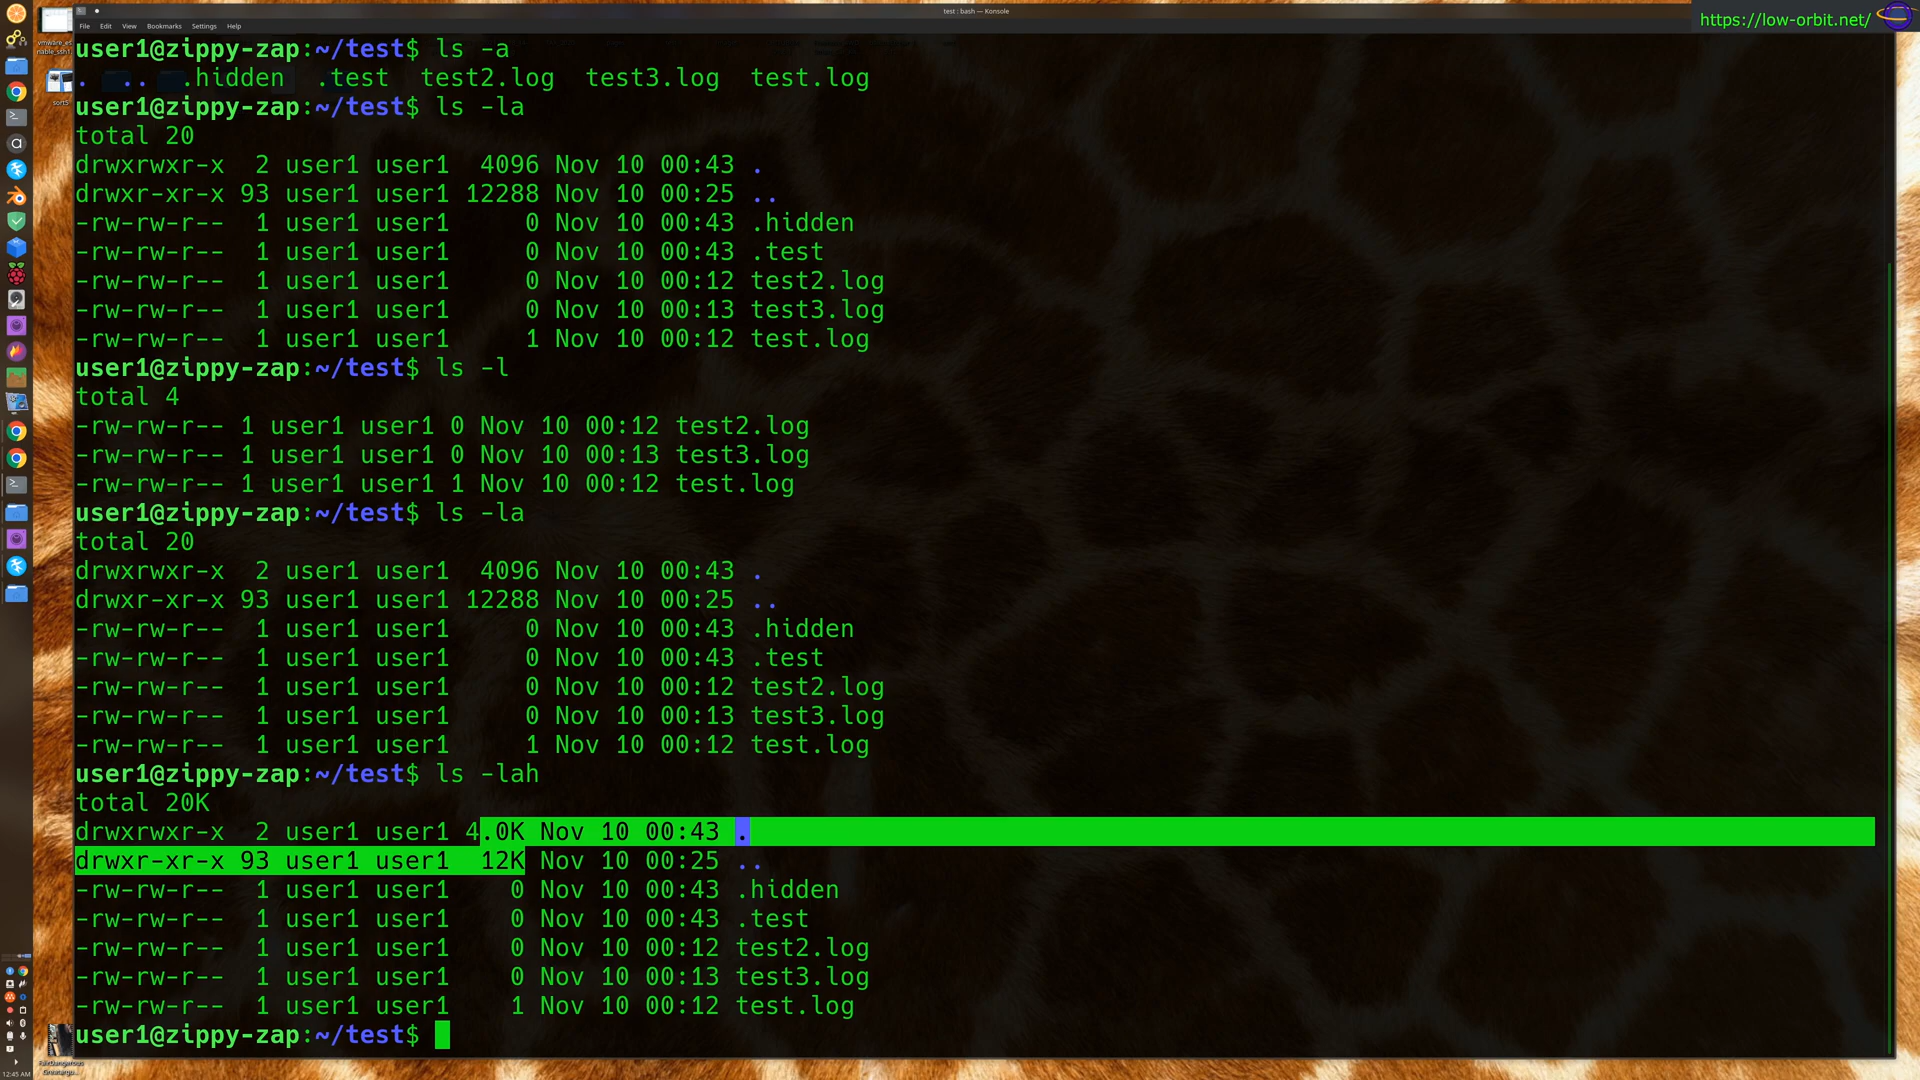 test : bash — Konsole
https://low-orbit.net/
File Edit View Bookmarks Settings Help
user1@zippy-zap:~/test$ ls -a
. .. .hidden .test test2.log test3.log test.log
user1@zippy-zap:~/test$ ls -la
total 20
drwxrwxr-x 2 user1 user1 4096 Nov 10 00:43 .
drwxr-xr-x 93 user1 user1 12288 Nov 10 00:25 ..
-rw-rw-r-- 1 user1 user1 0 Nov 10 00:43 .hidden
-rw-rw-r-- 1 user1 user1 0 Nov 10 00:43 .test
-rw-rw-r-- 1 user1 user1 0 Nov 10 00:12 test2.log
-rw-rw-r-- 1 user1 user1 0 Nov 10 00:13 test3.log
-rw-rw-r-- 1 user1 user1 1 Nov 10 00:12 test.log
user1@zippy-zap:~/test$ ls -l
total 4
-rw-rw-r-- 1 user1 user1 0 Nov 10 00:12 test2.log
-rw-rw-r-- 1 user1 user1 0 Nov 10 00:13 test3.log
-rw-rw-r-- 1 user1 user1 1 Nov 10 00:12 test.log
user1@zippy-zap:~/test$ ls -la
total 20
drwxrwxr-x 2 user1 user1 4096 Nov 10 00:43 .
drwxr-xr-x 93 user1 user1 12288 Nov 10 00:25 ..
-rw-rw-r-- 1 user1 user1 0 Nov 10 00:43 .hidden
-rw-rw-r-- 1 user1 user1 0 Nov 10 00:43 .test
-rw-rw-r-- 1 user1 user1 0 Nov 10 00:12 test2.log
-rw-rw-r-- 1 user1 user1 0 Nov 10 00:13 test3.log
-rw-rw-r-- 1 user1 user1 1 Nov 10 00:12 test.log
user1@zippy-zap:~/test$ ls -lah
total 20K
drwxrwxr-x 2 user1 user1 4.0K Nov 10 00:43 .
drwxr-xr-x 93 user1 user1 12K Nov 10 00:25 ..
-rw-rw-r-- 1 user1 user1 0 Nov 10 00:43 .hidden
-rw-rw-r-- 1 user1 user1 0 Nov 10 00:43 .test
-rw-rw-r-- 1 user1 user1 0 Nov 10 00:12 test2.log
-rw-rw-r-- 1 user1 user1 0 Nov 10 00:13 test3.log
-rw-rw-r-- 1 user1 user1 1 Nov 10 00:12 test.log
user1@zippy-zap:~/test$
12:45 AM